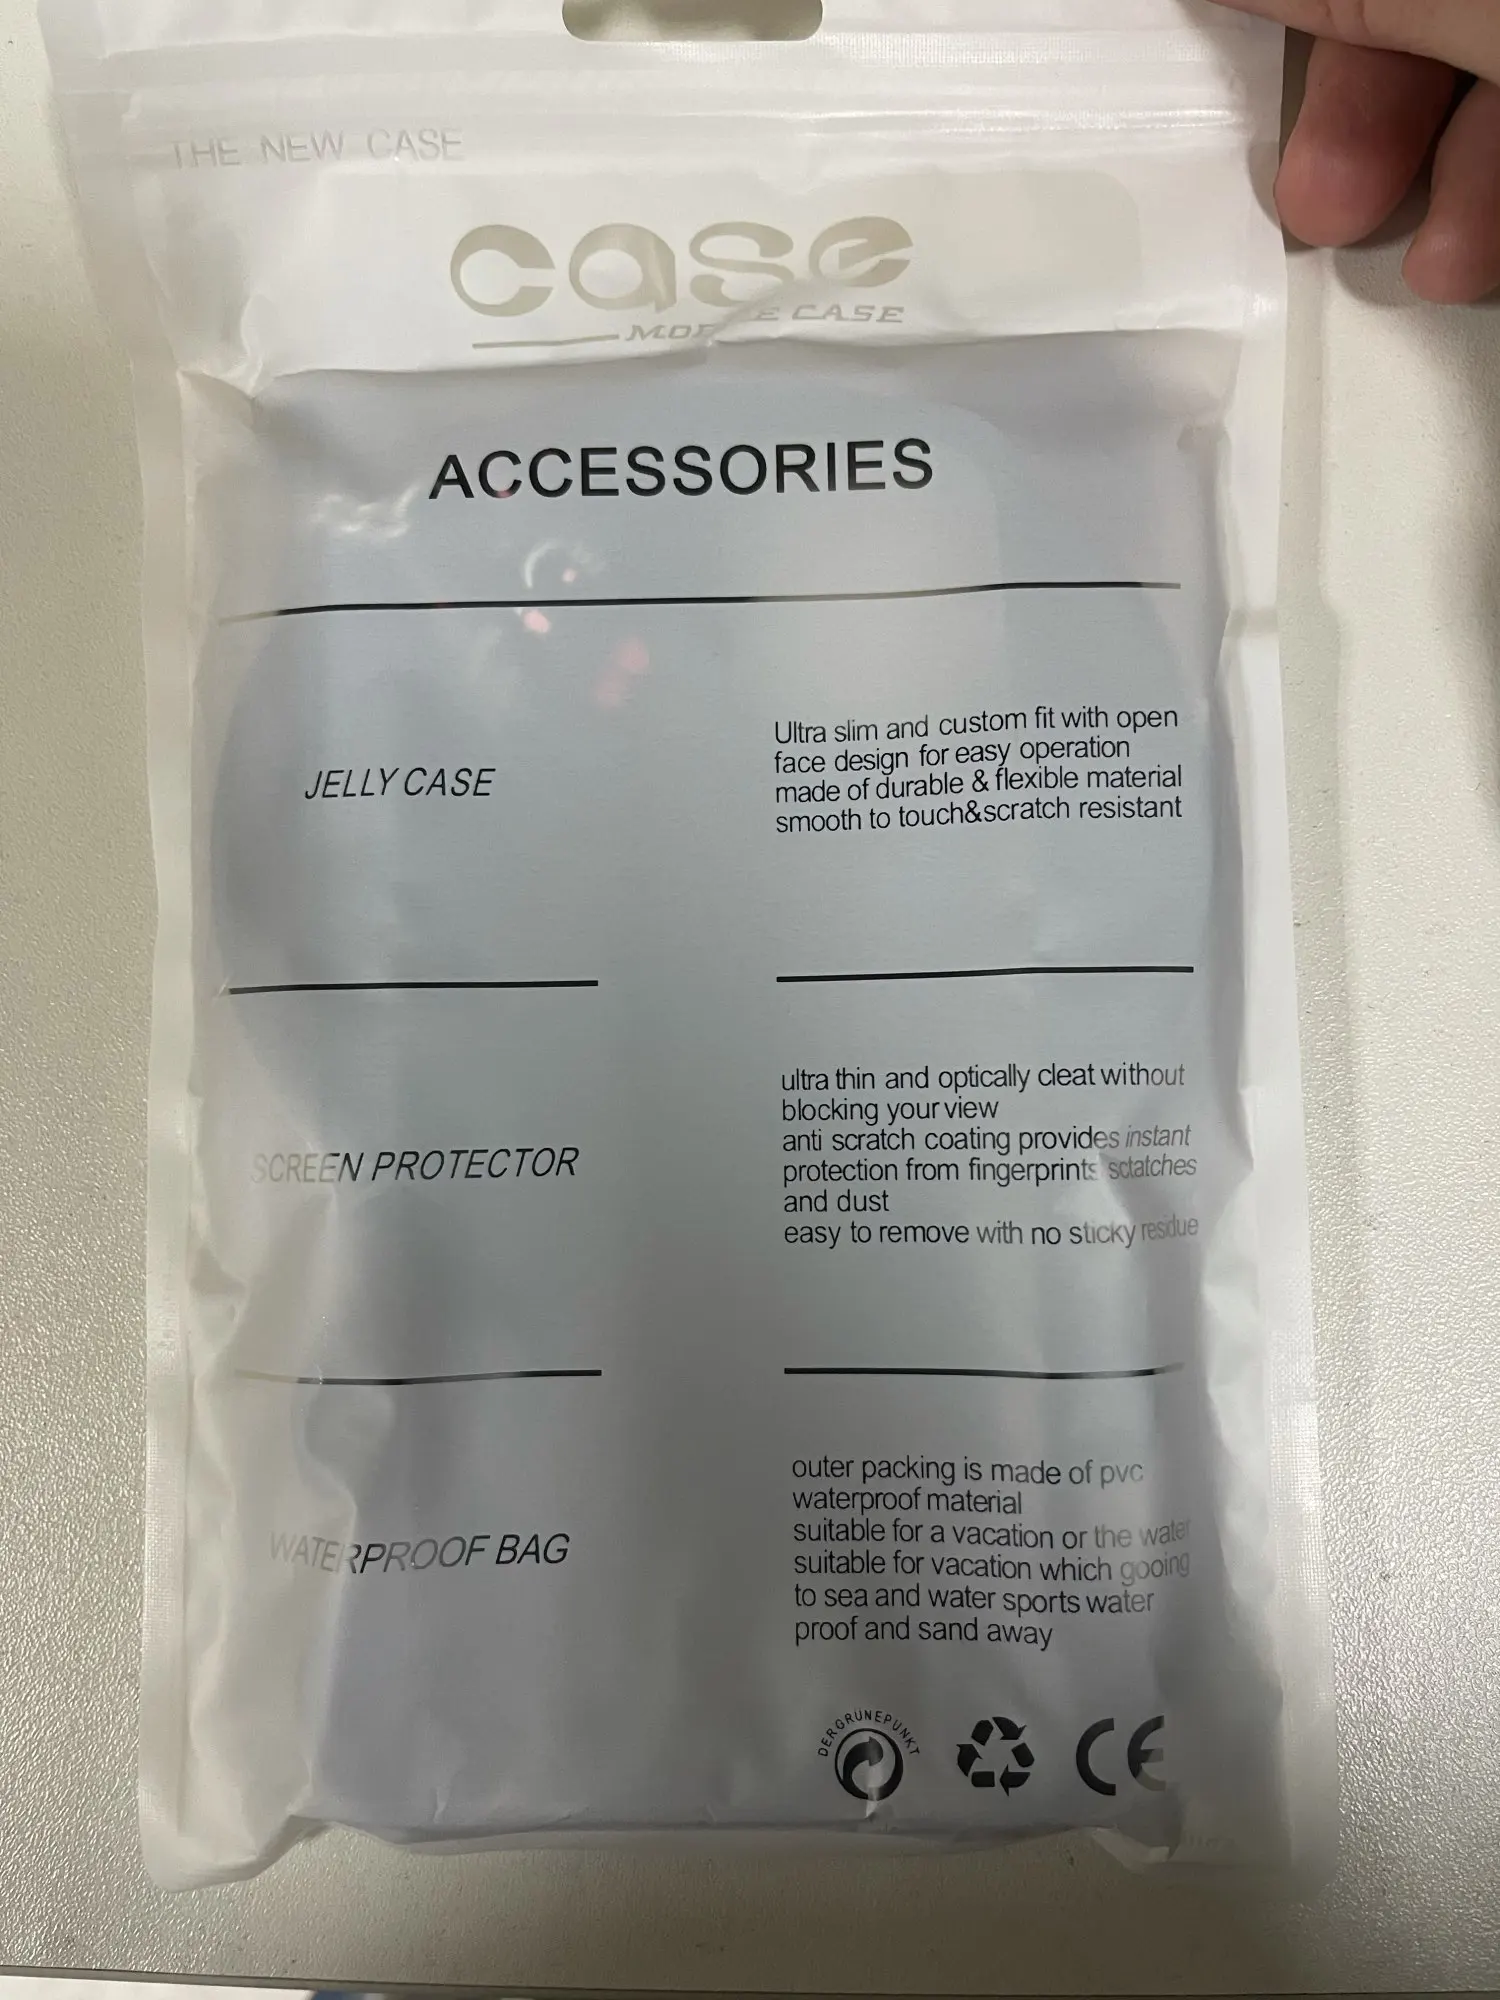 THE NEW CASE
case
MOBILE CASE
ACCESSORIES
JELLY CASE
Ultra slim and custom fit with open
face design for easy operation
made of durable & flexible material
smooth to touch&scratch resistant
SCREEN PROTECTOR
ultra thin and optically cleat without
blocking your view
anti scratch coating provides instant
protection from fingerprints sctatches
and dust
easy to remove with no sticky residue
WATERPROOF BAG
outer packing is made of pvc
waterproof material
suitable for a vacation or the water
suitable for vacation which gooing
to sea and water sports water
proof and sand away
DER GRÜNE PUNKT
CE